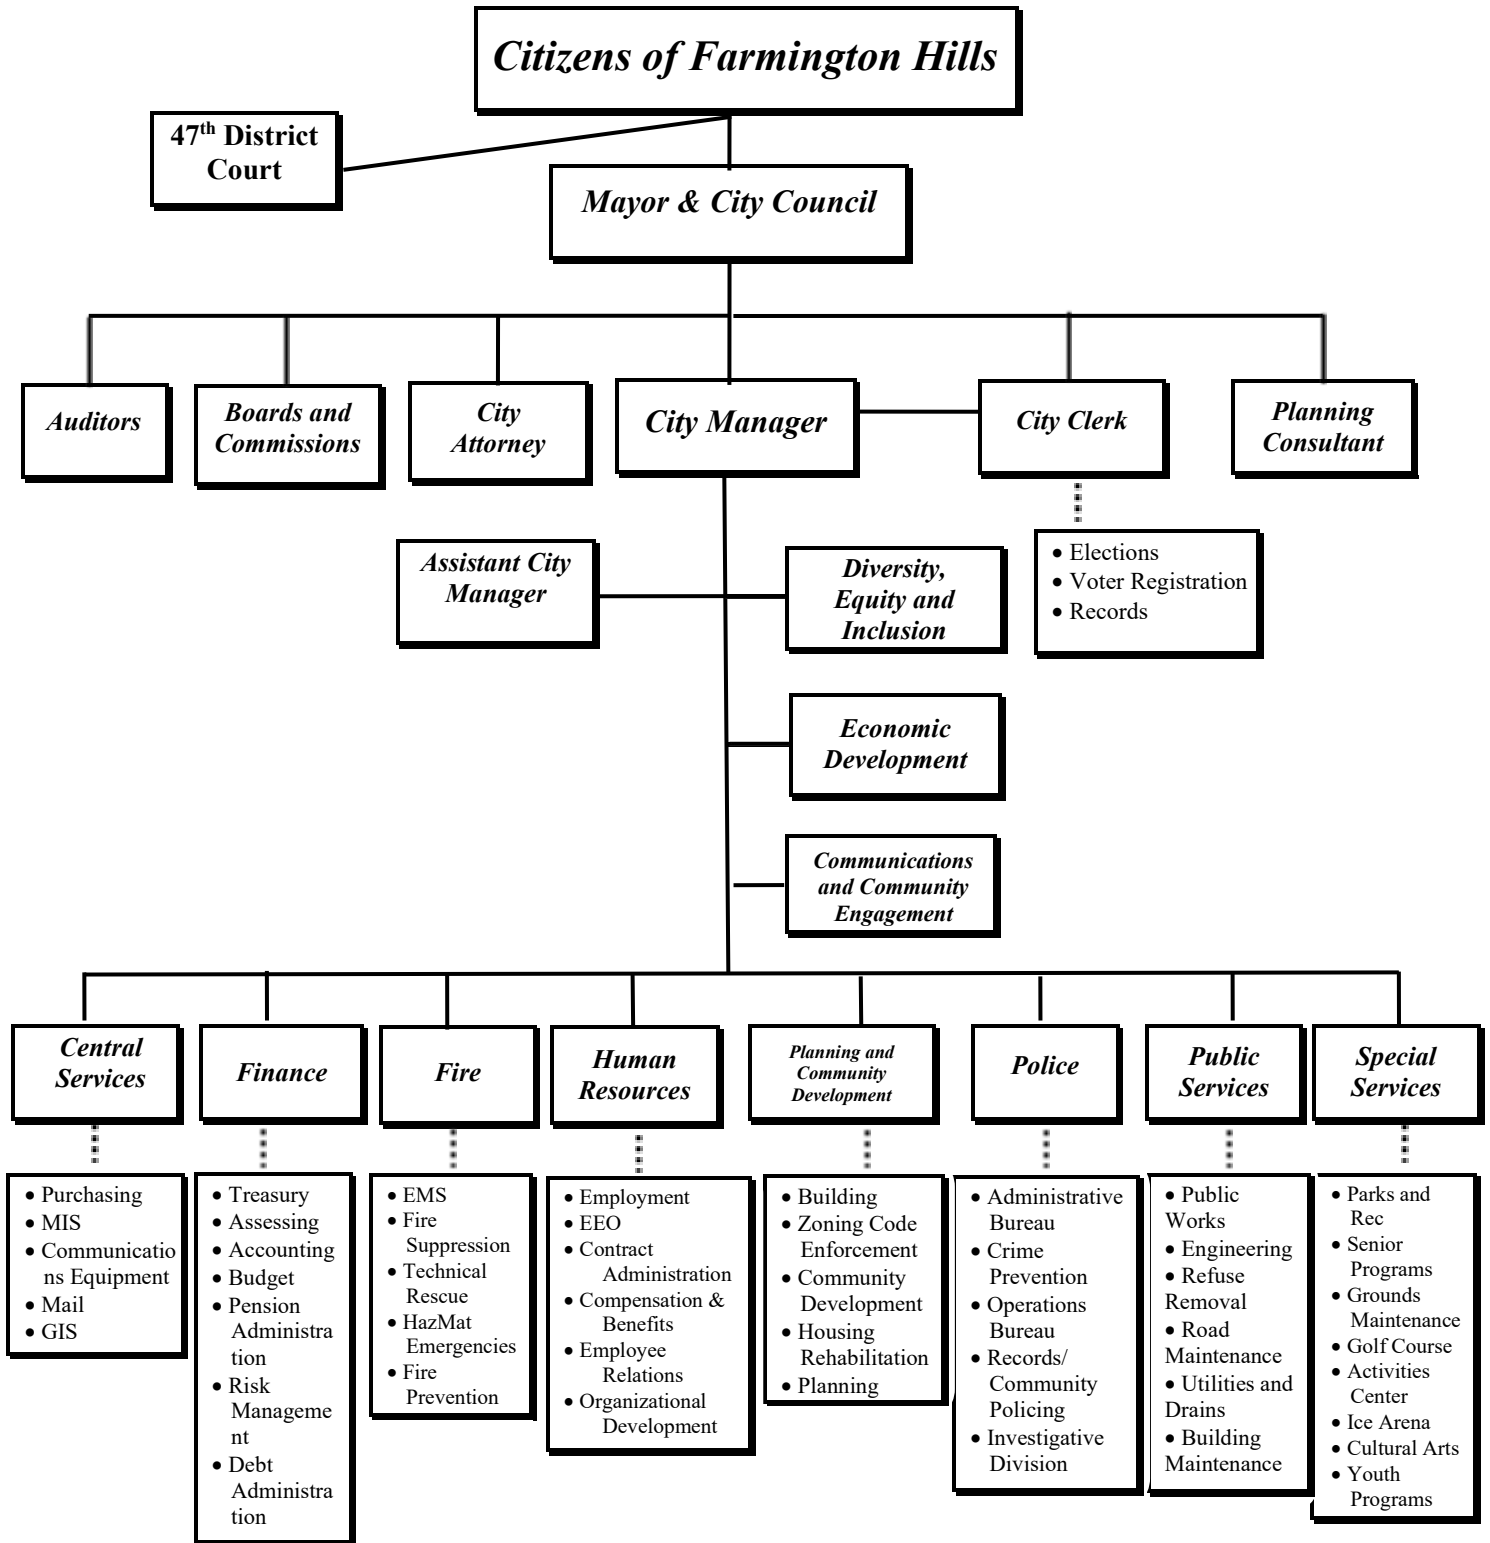 Citizens of Farmington Hills
47th District
Court
Mayor & City Council
Auditors
Boards and
Commissions
City
Attorney
City Manager
City Clerk
Planning
Consultant
Assistant City
Manager
Diversity,
Equity and
Inclusion
• Elections
• Voter Registration
• Records
Economic
Development
Communications
and Community
Engagement
Central
Services
Finance
Fire
Human
Resources
Planning and
Community
Development
Police
Public
Services
Special
Services
• Purchasing
• MIS
• Communicatio
ns Equipment
• Mail
• GIS
• Treasury
• Assessing
• Accounting
• Budget
• Pension
Administra
tion
• Risk
Manageme
nt
• Debt
Administra
tion
• EMS
• Fire
Suppression
• Technical
Rescue
• HazMat
Emergencies
• Fire
Prevention
• Employment
• EEO
• Contract
Administration
• Compensation &
Benefits
• Employee
Relations
• Organizational
Development
• Building
• Zoning Code
Enforcement
• Community
Development
• Housing
Rehabilitation
• Planning
• Administrative
Bureau
• Crime
Prevention
• Operations
Bureau
• Records/
Community
Policing
• Investigative
Division
• Public
Works
• Engineering
• Refuse
Removal
• Road
Maintenance
• Utilities and
Drains
• Building
Maintenance
• Parks and
Rec
• Senior
Programs
• Grounds
Maintenance
• Golf Course
• Activities
Center
• Ice Arena
• Cultural Arts
• Youth
Programs